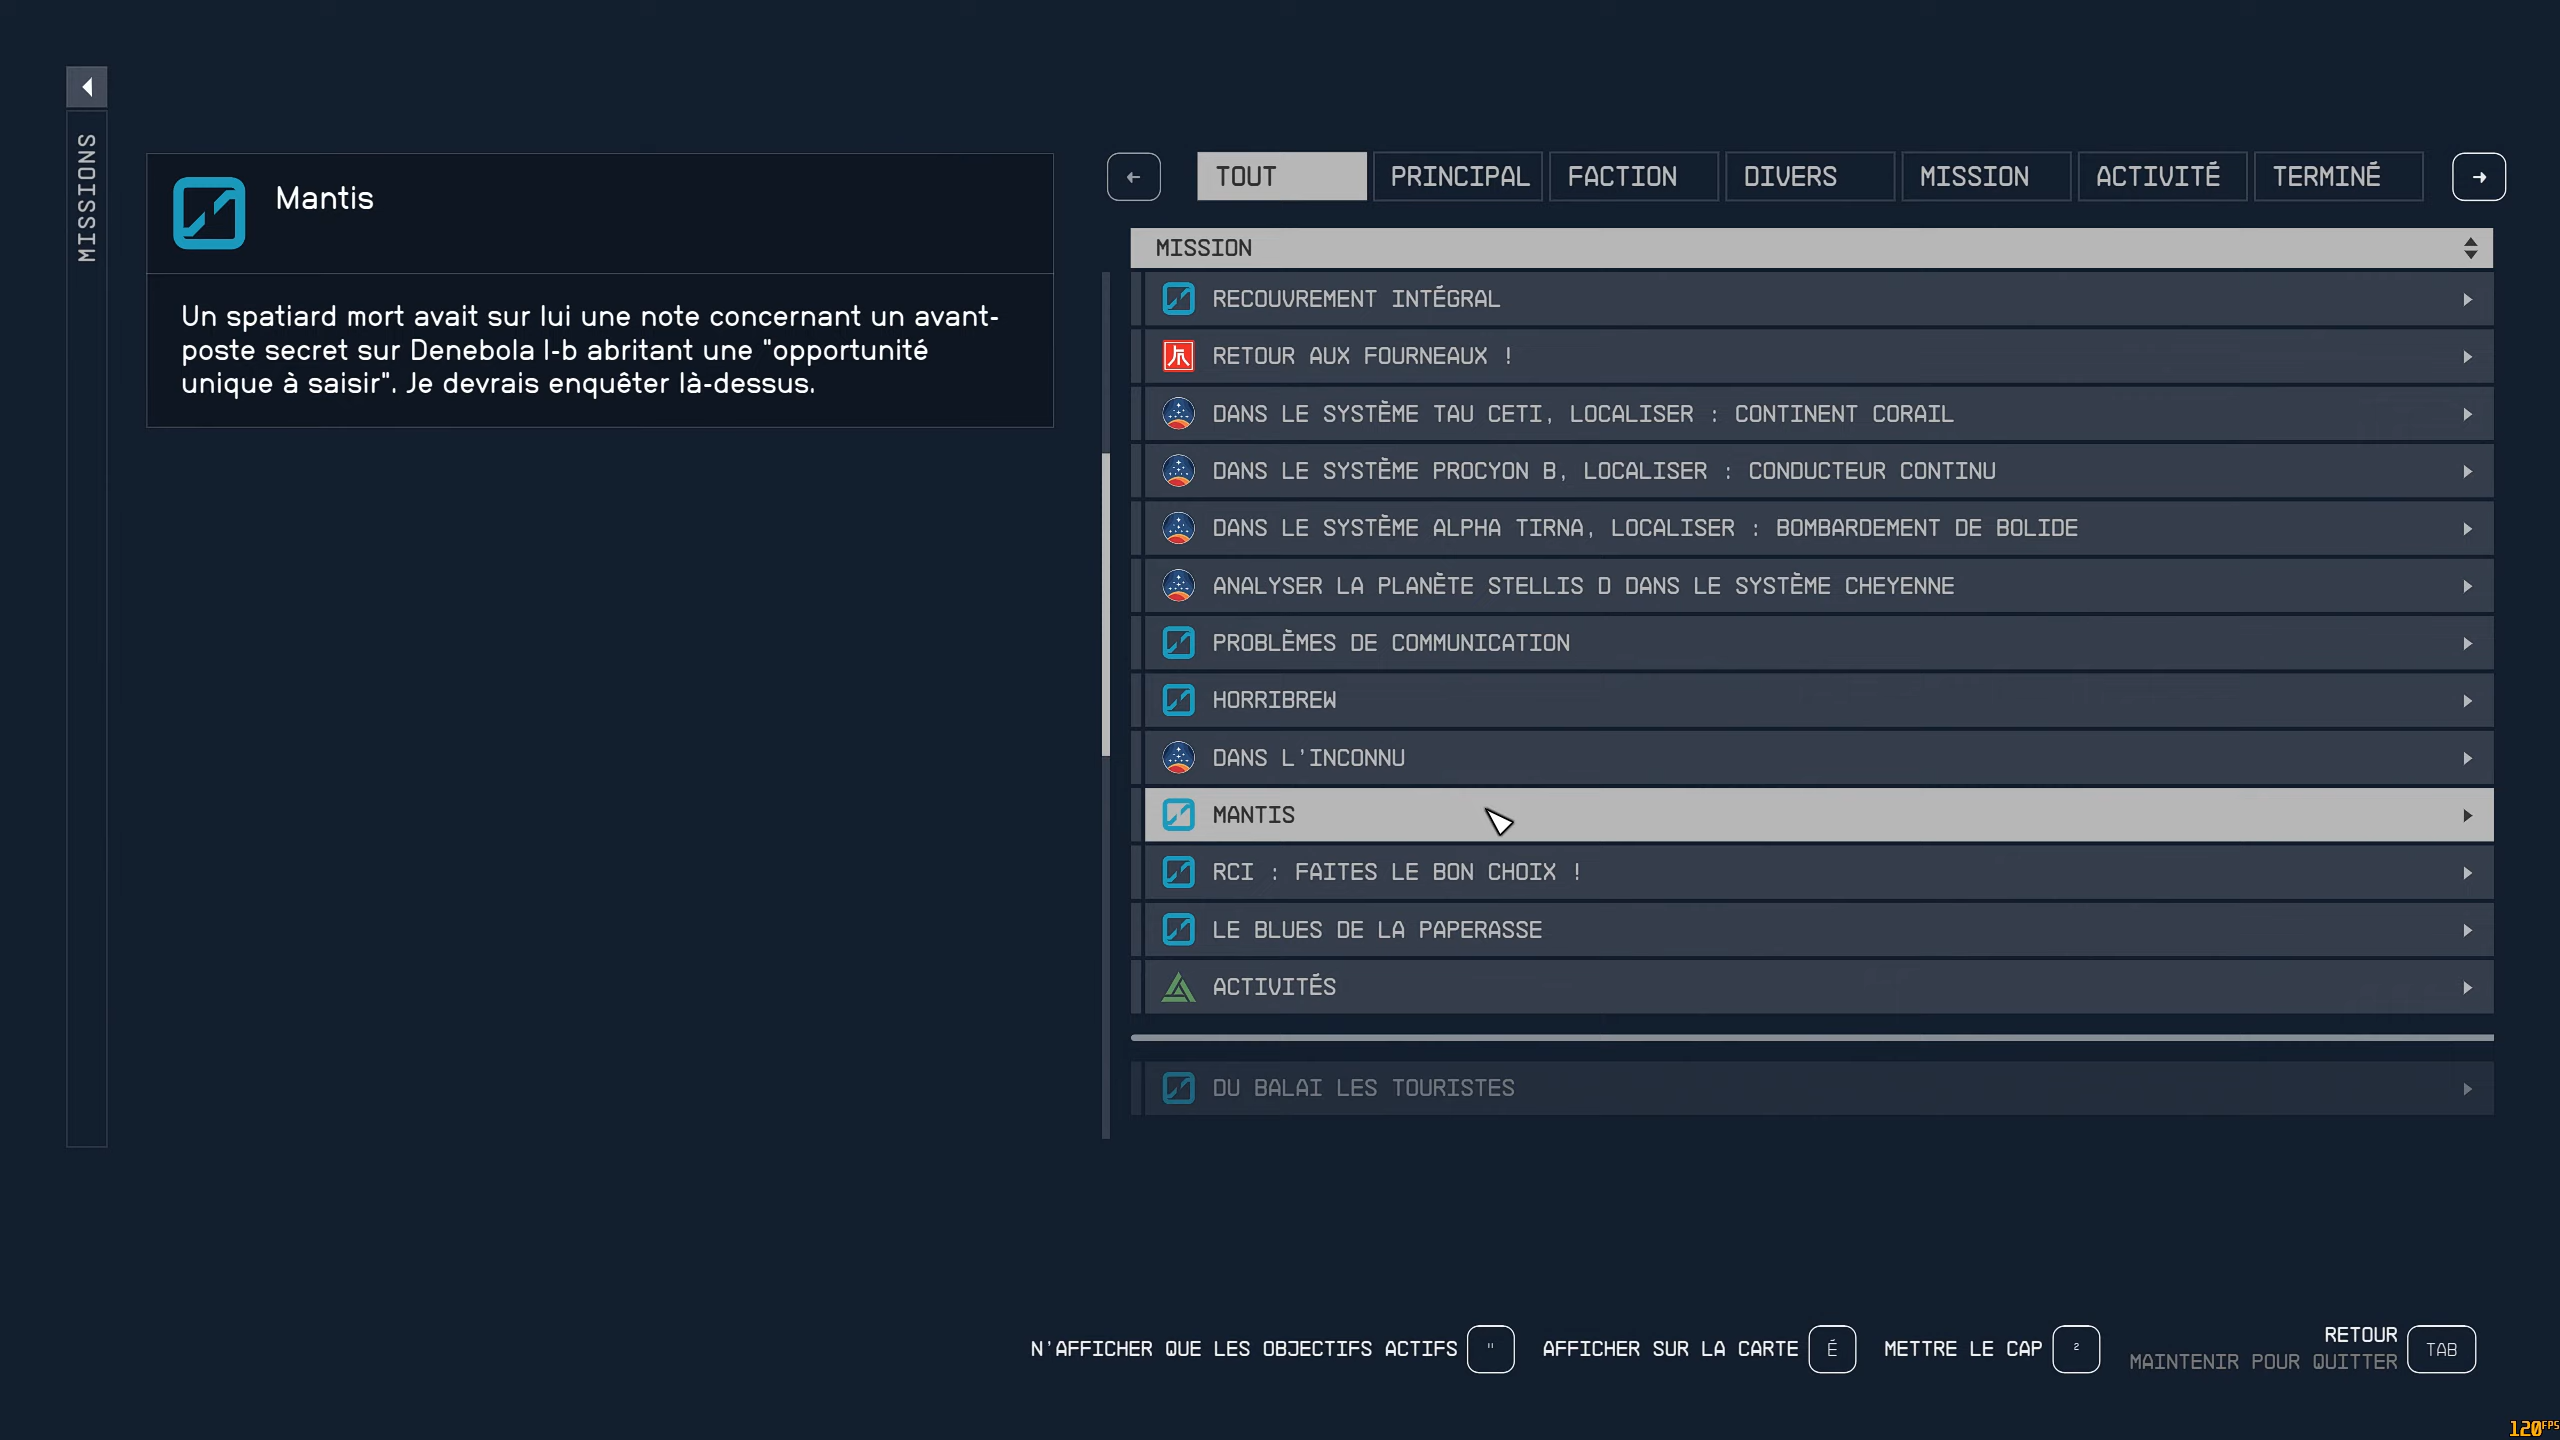 MISSIONS
Mantis
Un spatiard mort avait sur lui une note concernant un avant-
poste secret sur Denebola I-b abritant une "opportunité
unique à saisir". Je devrais enquêter là-dessus.
TOUT
PRINCIPAL
FACTION
DIVERS
MISSION
ACTIVITÉ
TERMINÉ
MISSION
RECOUVREMENT INTÉGRAL
RETOUR AUX FOURNEAUX !
DANS LE SYSTÈME TAU CETI, LOCALISER : CONTINENT CORAIL
DANS LE SYSTÈME PROCYON B, LOCALISER : CONDUCTEUR CONTINU
DANS LE SYSTÈME ALPHA TIRNA, LOCALISER : BOMBARDEMENT DE BOLIDE
ANALYSER LA PLANÈTE STELLIS D DANS LE SYSTÈME CHEYENNE
PROBLÈMES DE COMMUNICATION
HORRIBREW
DANS L'INCONNU
MANTIS
RCI : FAITES LE BON CHOIX !
LE BLUES DE LA PAPERASSE
ACTIVITÉS
DU BALAI LES TOURISTES
N'AFFICHER QUE LES OBJECTIFS ACTIFS "
AFFICHER SUR LA CARTE É
METTRE LE CAP ²
RETOUR
MAINTENIR POUR QUITTER
TAB
120 FPS